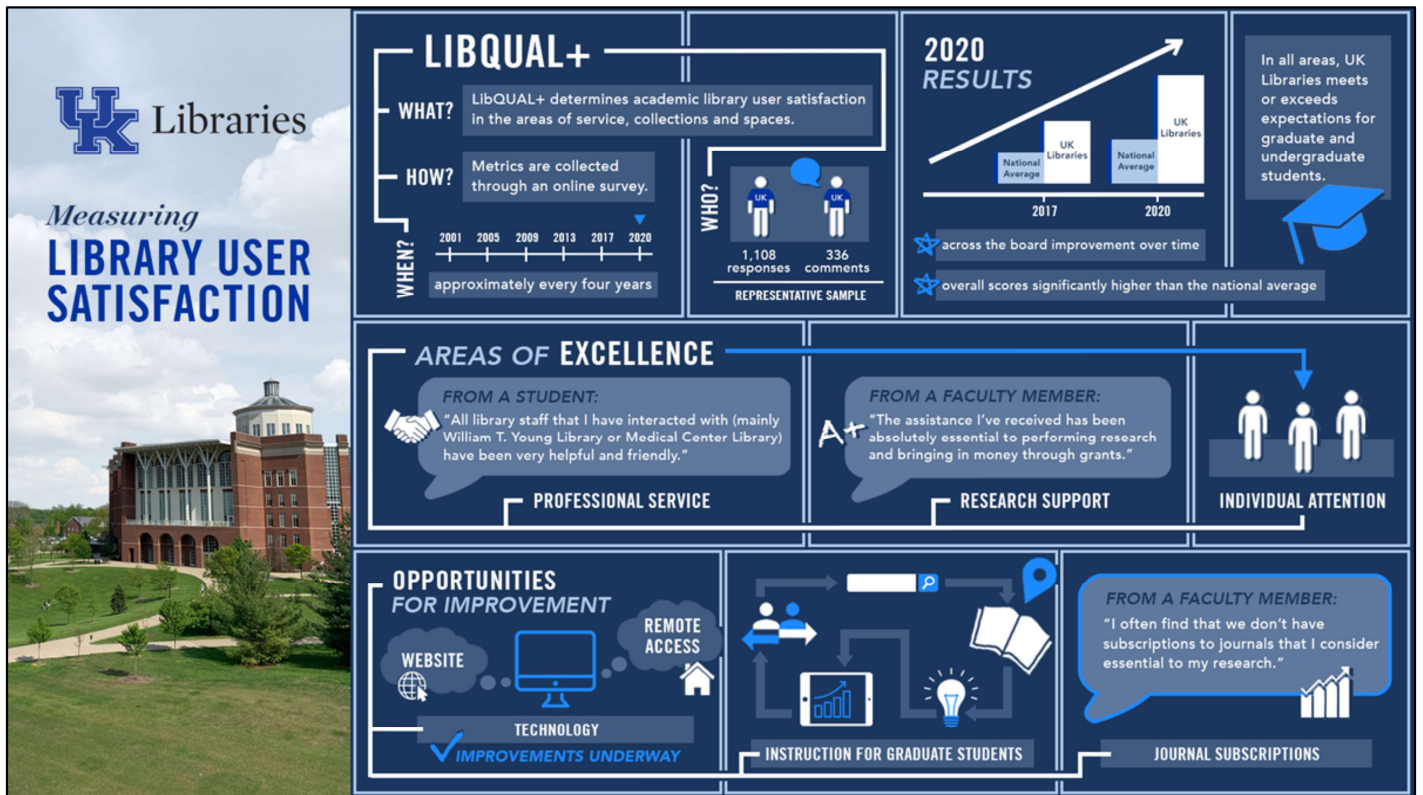 UK Libraries
Measuring
LIBRARY USER
SATISFACTION
LIBQUAL+
WHAT?
LibQUAL+ determines academic library user satisfaction
in the areas of service, collections and spaces.
HOW?
Metrics are collected
through an online survey.
WHEN?
2001 2005 2009 2013 2017 2020
approximately every four years
WHO?
UK UK
1,108 336
responses comments
REPRESENTATIVE SAMPLE
2020
RESULTS
National
Average
UK
Libraries
National
Average
UK
Libraries
2017 2020
across the board improvement over time
overall scores significantly higher than the national average
In all areas, UK
Libraries meets
or exceeds
expectations for
graduate and
undergraduate
students.
AREAS OF EXCELLENCE
FROM A STUDENT:
"All library staff that I have interacted with (mainly
William T. Young Library or Medical Center Library)
have been very helpful and friendly."
PROFESSIONAL SERVICE
A+
FROM A FACULTY MEMBER:
"The assistance I've received has been
absolutely essential to performing research
and bringing in money through grants."
RESEARCH SUPPORT
INDIVIDUAL ATTENTION
OPPORTUNITIES
FOR IMPROVEMENT
WEBSITE
REMOTE
ACCESS
TECHNOLOGY
IMPROVEMENTS UNDERWAY
INSTRUCTION FOR GRADUATE STUDENTS
FROM A FACULTY MEMBER:
"I often find that we don't have
subscriptions to journals that I consider
essential to my research."
JOURNAL SUBSCRIPTIONS